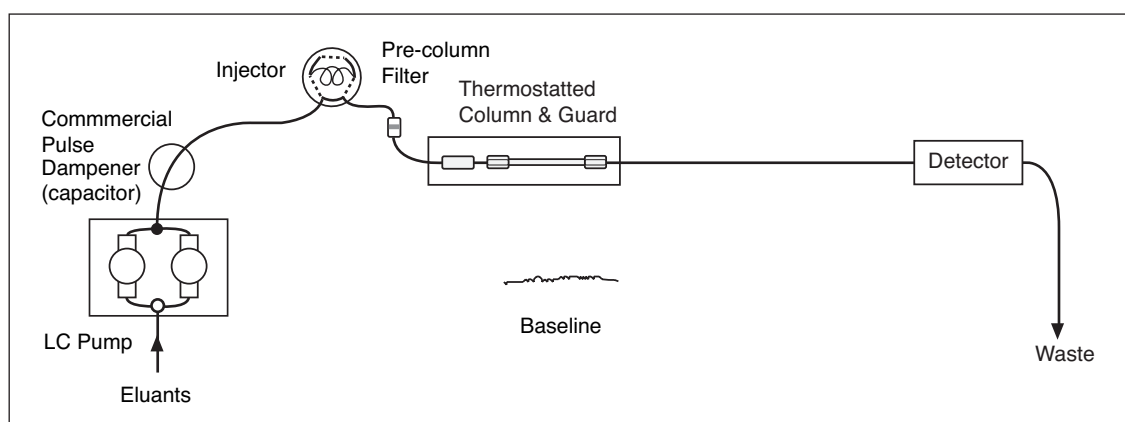 Injector
Pre-column
Filter
Thermostatted
Column & Guard
Commmercial
Pulse
Dampener
(capacitor)
Detector
LC Pump
Baseline
Waste
Eluants